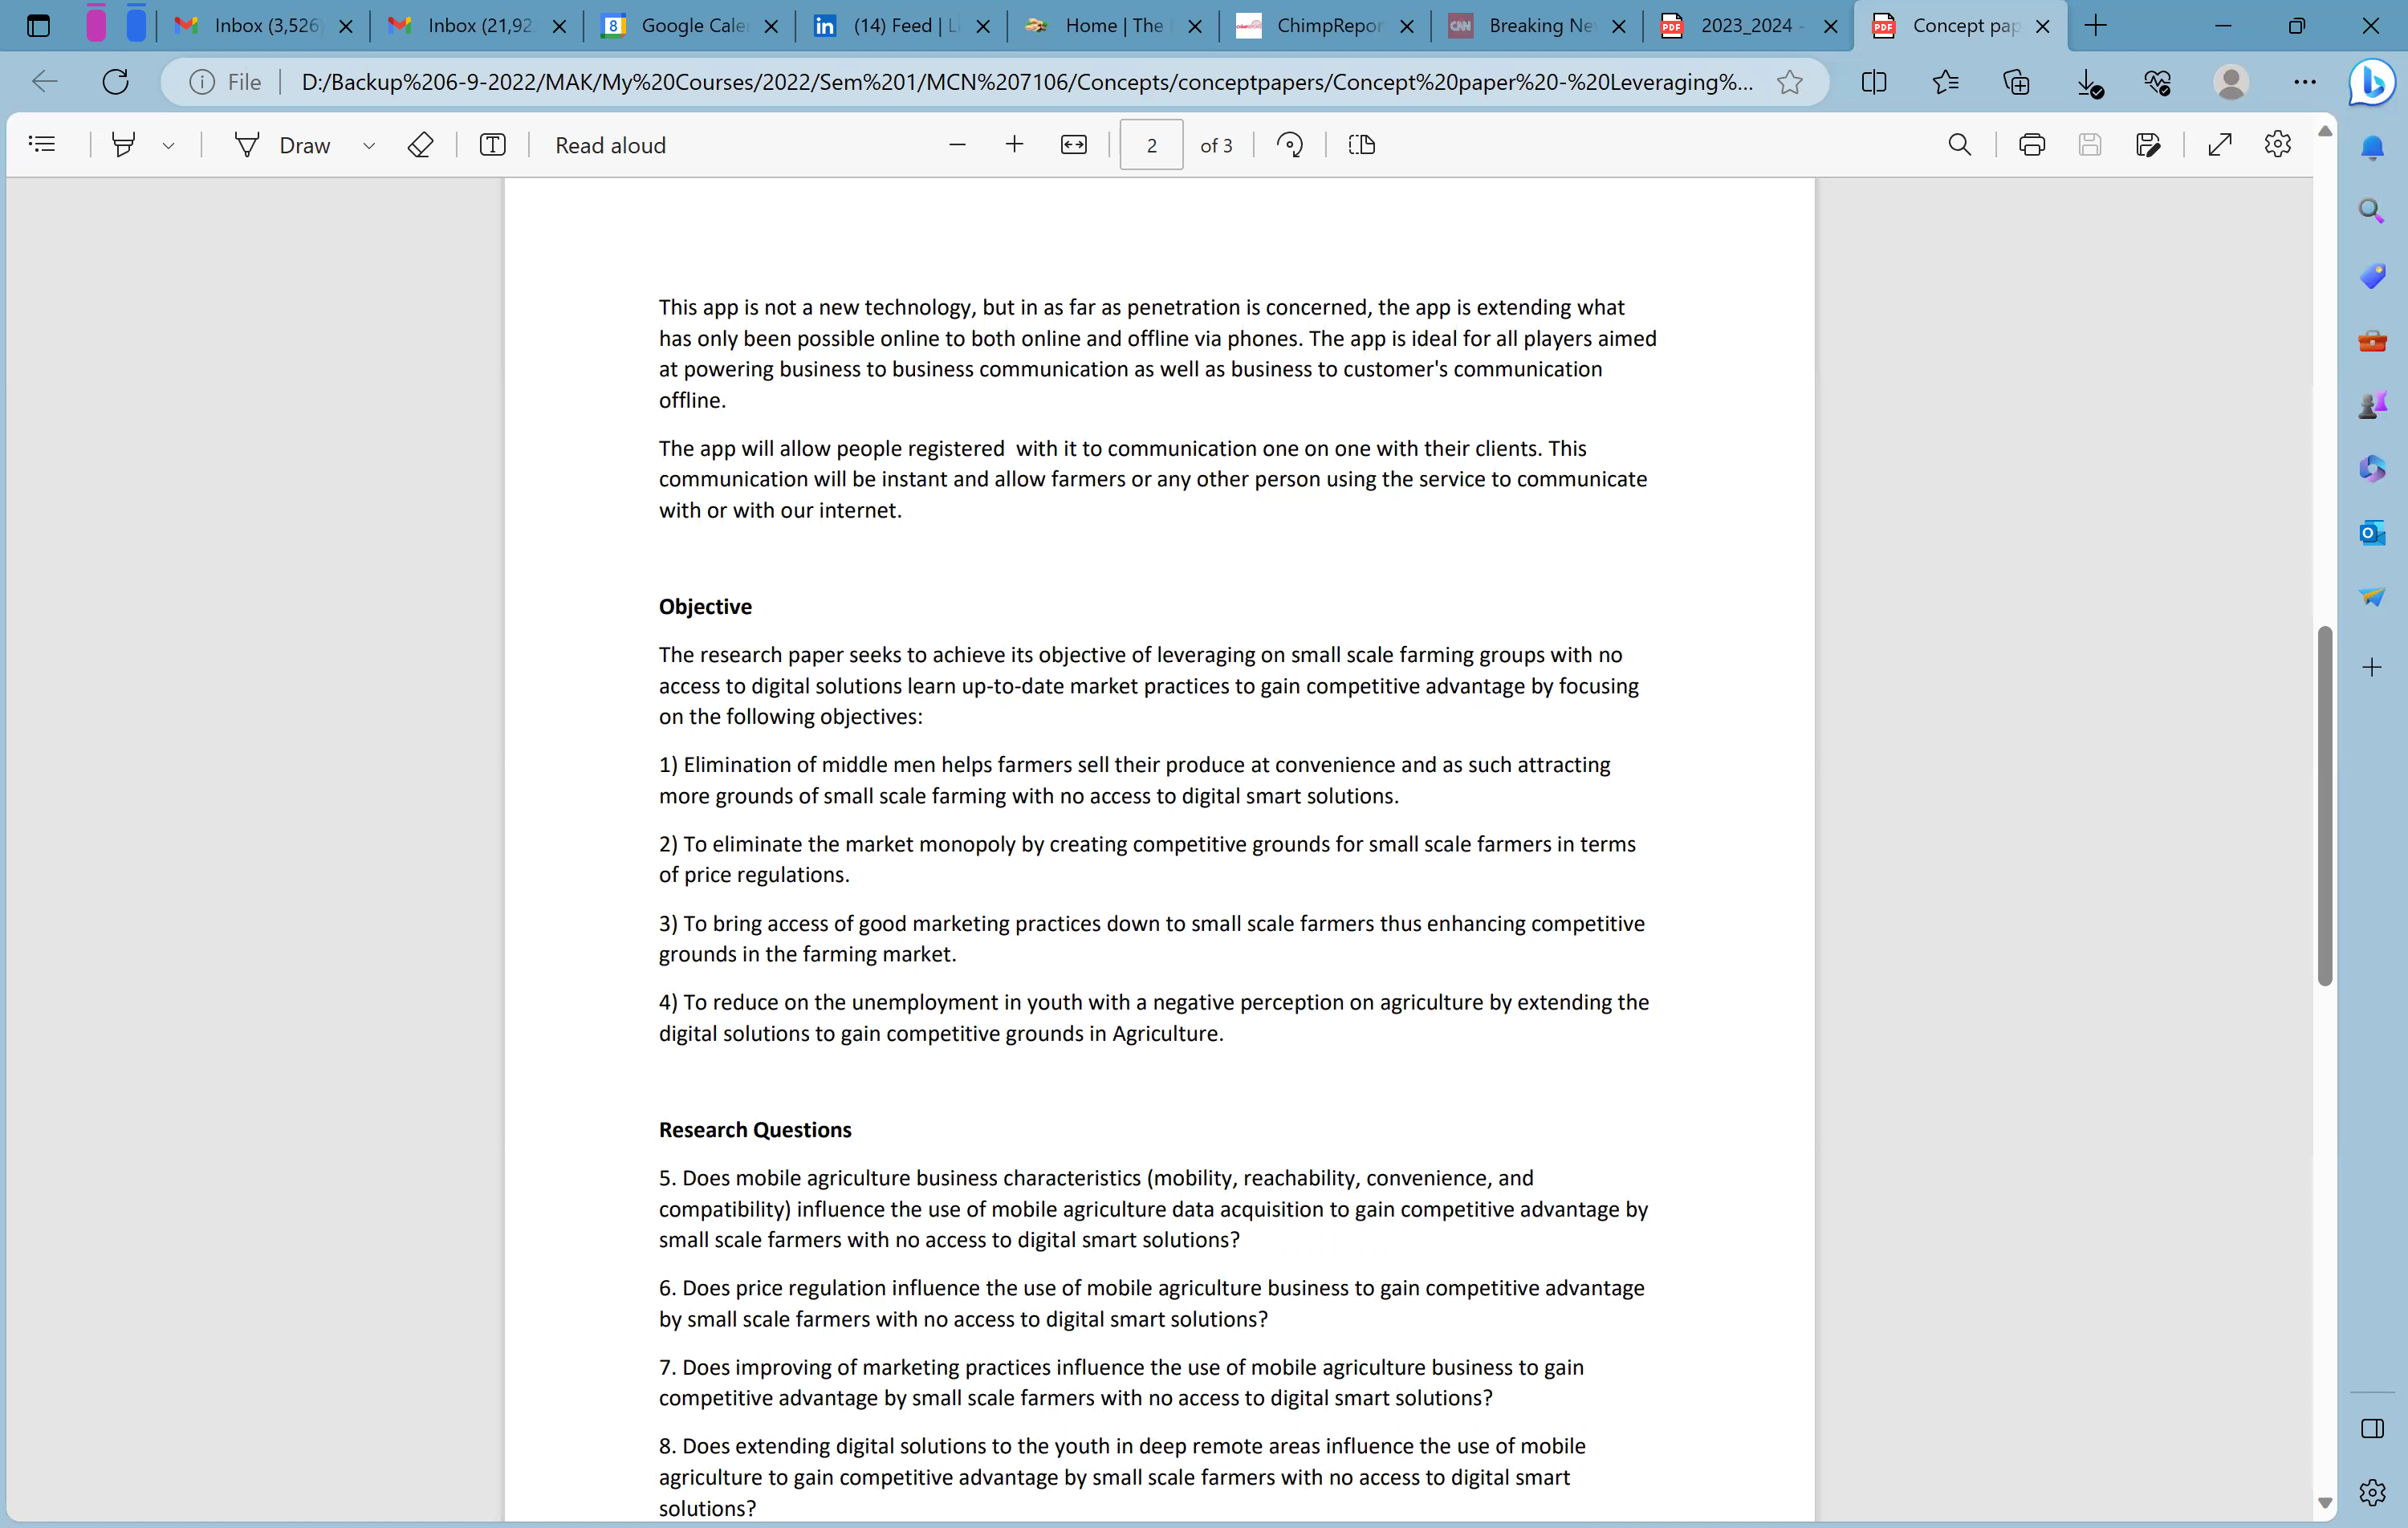 Inbox (3,526
Inbox (21,92
8
Google Cale
in
(14) Feed | L
Home | The
ChimpRepor
CNN
Breaking Ne
PDF
2023_2024 -
PDF
Concept pap
File
D:/Backup%206-9-2022/MAK/My%20Courses/2022/Sem%201/MCN%207106/Concepts/conceptpapers/Concept%20paper%20-%20Leveraging%...
Draw
T
Read aloud
2
of 3
This app is not a new technology, but in as far as penetration is concerned, the app is extending what
has only been possible online to both online and offline via phones. The app is ideal for all players aimed
at powering business to business communication as well as business to customer's communication
offline.
The app will allow people registered  with it to communication one on one with their clients. This
communication will be instant and allow farmers or any other person using the service to communicate
with or with our internet.
Objective
The research paper seeks to achieve its objective of leveraging on small scale farming groups with no
access to digital solutions learn up-to-date market practices to gain competitive advantage by focusing
on the following objectives:
1) Elimination of middle men helps farmers sell their produce at convenience and as such attracting
more grounds of small scale farming with no access to digital smart solutions.
2) To eliminate the market monopoly by creating competitive grounds for small scale farmers in terms
of price regulations.
3) To bring access of good marketing practices down to small scale farmers thus enhancing competitive
grounds in the farming market.
4) To reduce on the unemployment in youth with a negative perception on agriculture by extending the
digital solutions to gain competitive grounds in Agriculture.
Research Questions
5. Does mobile agriculture business characteristics (mobility, reachability, convenience, and
compatibility) influence the use of mobile agriculture data acquisition to gain competitive advantage by
small scale farmers with no access to digital smart solutions?
6. Does price regulation influence the use of mobile agriculture business to gain competitive advantage
by small scale farmers with no access to digital smart solutions?
7. Does improving of marketing practices influence the use of mobile agriculture business to gain
competitive advantage by small scale farmers with no access to digital smart solutions?
8. Does extending digital solutions to the youth in deep remote areas influence the use of mobile
agriculture to gain competitive advantage by small scale farmers with no access to digital smart
solutions?